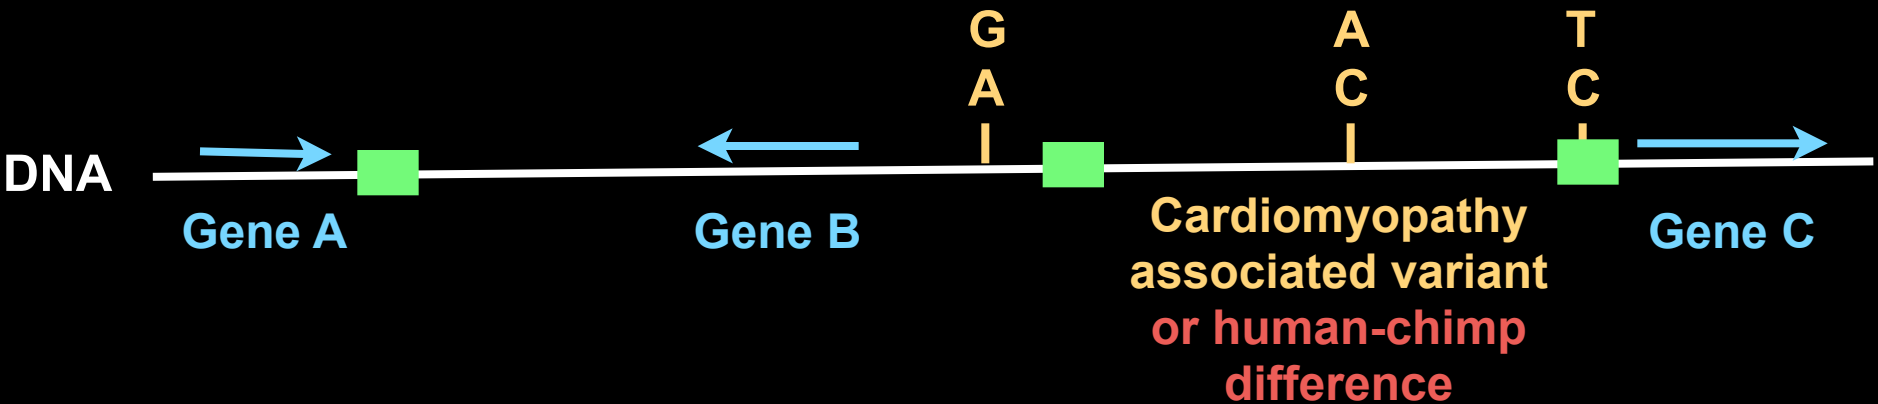 G
A
A
C
T
C
DNA
Gene A
Gene B
Cardiomyopathy
associated variant
or human-chimp
difference
Gene C